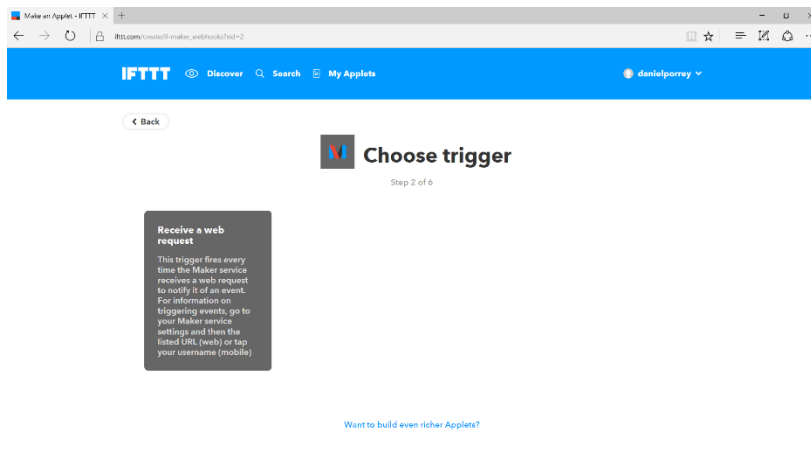 Make an Applet - IFTTT
ifttt.com/create/if-maker_webhooks?sid=2
IFTTT Discover Search My Applets danielporrey
Back
Choose trigger
Step 2 of 6
Receive a web
request
This trigger fires every
time the Maker service
receives a web request
to notify it of an event.
For information on
triggering events, go to
your Maker service
settings and then the
listed URL (web) or tap
your username (mobile)
Want to build even richer Applets?